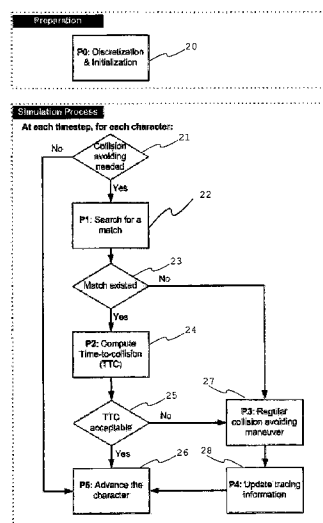 Preparation
20
P0: Discretization
& Initialization
Simulation Process
At each timestep, for each character:
21
Collision
avoiding
needed
No
Yes
22
P1: Search for a
match
23
Match existed
No
Yes
24
P2: Compute
Time-to-collision
(TTC)
25
27
TTC
acceptable
No
P3: Regular
collision avoiding
maneuver
Yes
26
28
P5: Advance the
character
P4: Update tracing
information